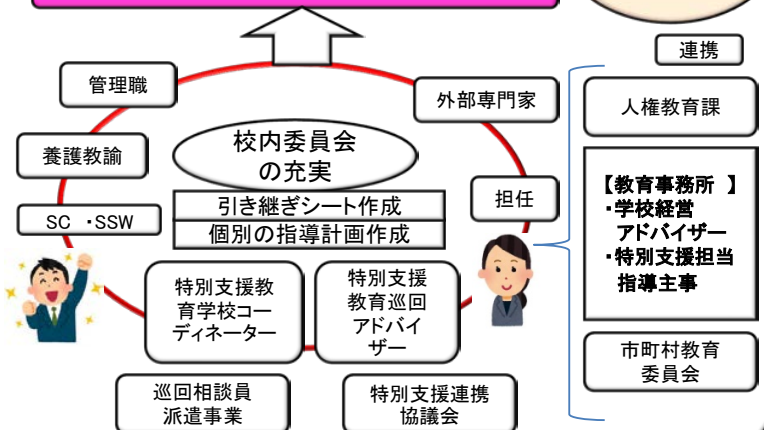 連携
管理職
外部専門家
人権教育課
校内委員会
の充実
養護教諭
引き継ぎシート作成
担任
【教育事務所 】
・学校経営
アドバイザー
・特別支援担当
指導主事
SC ・SSW
個別の指導計画作成
特別支援教
育学校コー
ディネーター
特別支援
教育巡回
アドバイ
ザー
市町村教育
委員会
巡回相談員
派遣事業
特別支援連携
協議会